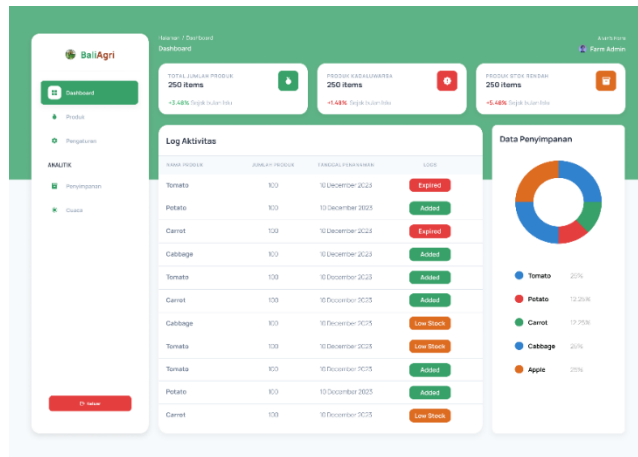 BaliAgri
Dashboard
Produk
Pengaturan
ANALITIK
Penyimpanan
Cuaca
Keluar
Dashboard
Farm Admin
TOTAL JUMLAH PRODUK
250 items
+3.48% Sejak bulan lalu
PRODUK KADALUWARSA
250 items
+1.48% Sejak bulan lalu
PRODUK STOK RENDAH
250 items
+5.48% Sejak bulan lalu
Log Aktivitas
NAMA PRODUK JUMLAH PRODUK TANGGAL PENANAMAN LOGS
Tomato 100 10 December 2023 Expired
Potato 100 10 December 2023 Added
Carrot 100 10 December 2023 Expired
Cabbage 100 10 December 2023 Added
Tomato 100 10 December 2023 Added
Carrot 100 10 December 2023 Added
Cabbage 100 10 December 2023 Low Stock
Tomato 100 10 December 2023 Low Stock
Tomato 100 10 December 2023 Added
Potato 100 10 December 2023 Added
Carrot 100 10 December 2023 Low Stock
Data Penyimpanan
Tomato 25%
Potato
Carrot
Cabbage 25%
Apple 25%